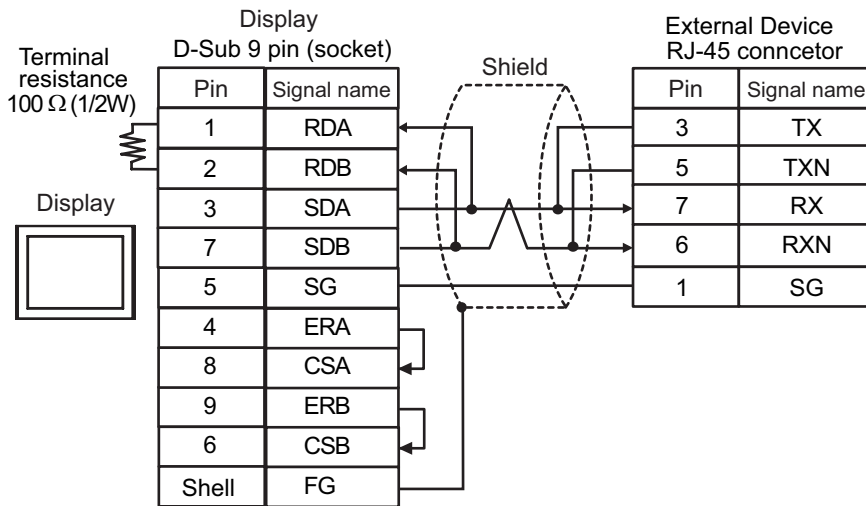 Display
D-Sub 9 pin (socket)
Terminal
resistance
100 Ω (1/2W)
Display
Pin Signal name
1 RDA
2 RDB
3 SDA
7 SDB
5 SG
4 ERA
8 CSA
9 ERB
6 CSB
Shell FG
Shield
External Device
RJ-45 conncetor
Pin Signal name
3 TX
5 TXN
7 RX
6 RXN
1 SG